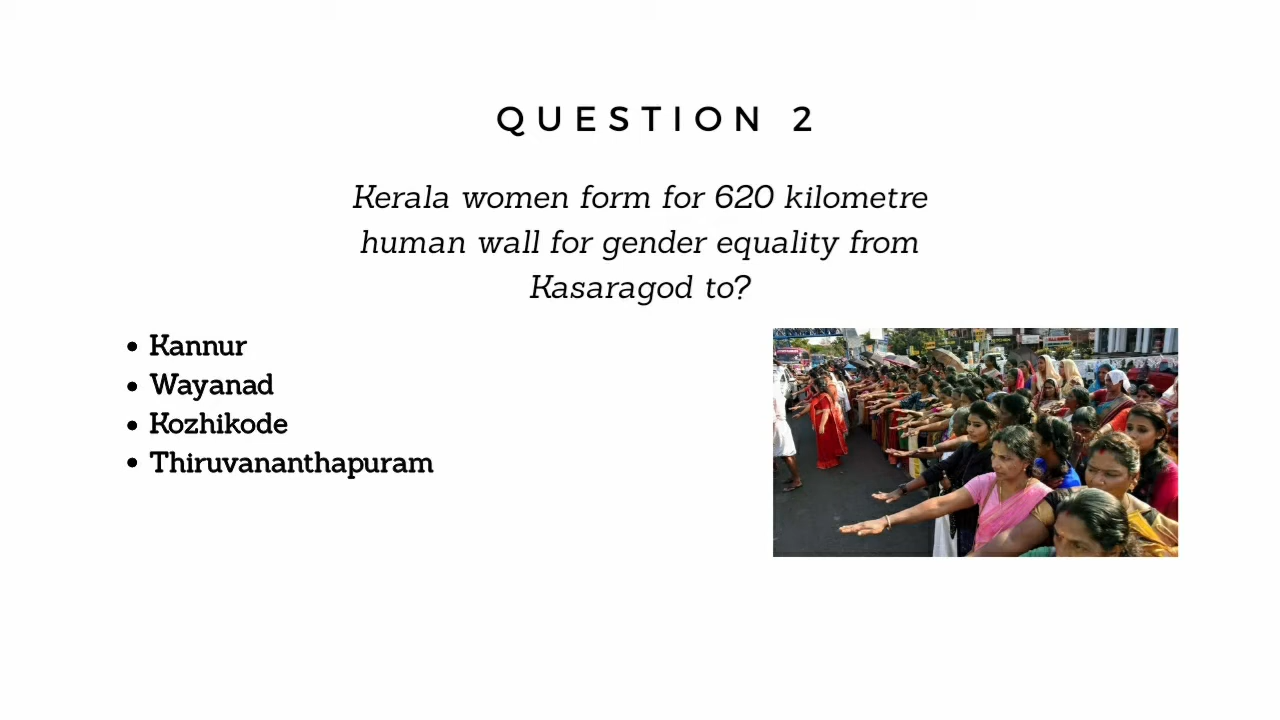 QUESTION 2
Kerala women form for 620 kilometre
human wall for gender equality from
Kasaragod to?
• Kannur
• Wayanad
• Kozhikode
• Thiruvananthapuram